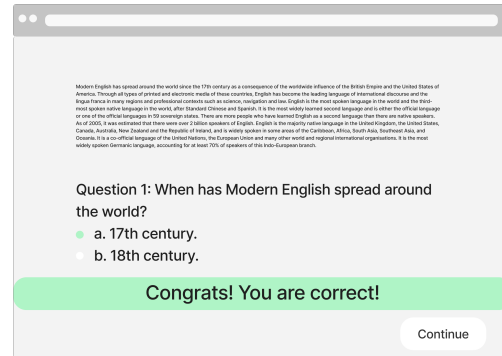 Modern English has spread around the world since the 17th century as a consequence of the worldwide influence of the British Empire and the United States of
America. Through all types of printed and electronic media of these countries, English has become the leading language of international discourse and the
lingua franca in many regions and professional contexts such as science, navigation and law. English is the most spoken language in the world and the third-
most spoken native language in the world, after Standard Chinese and Spanish. It is the most widely learned second language and is either the official language
or one of the official languages in 59 sovereign states. There are more people who have learned English as a second language than there are native speakers.
As of 2005, it was estimated that there were over 2 billion speakers of English. English is the majority native language in the United Kingdom, the United States,
Canada, Australia, New Zealand and the Republic of Ireland, and is widely spoken in some areas of the Caribbean, Africa, South Asia, Southeast Asia, and
Oceania. It is a co-official language of the United Nations, the European Union and many other world and regional international organisations. It is the most
widely spoken Germanic language, accounting for at least 70% of speakers of this Indo-European branch.
Question 1: When has Modern English spread around
the world?
a. 17th century.
b. 18th century.
Congrats! You are correct!
Continue